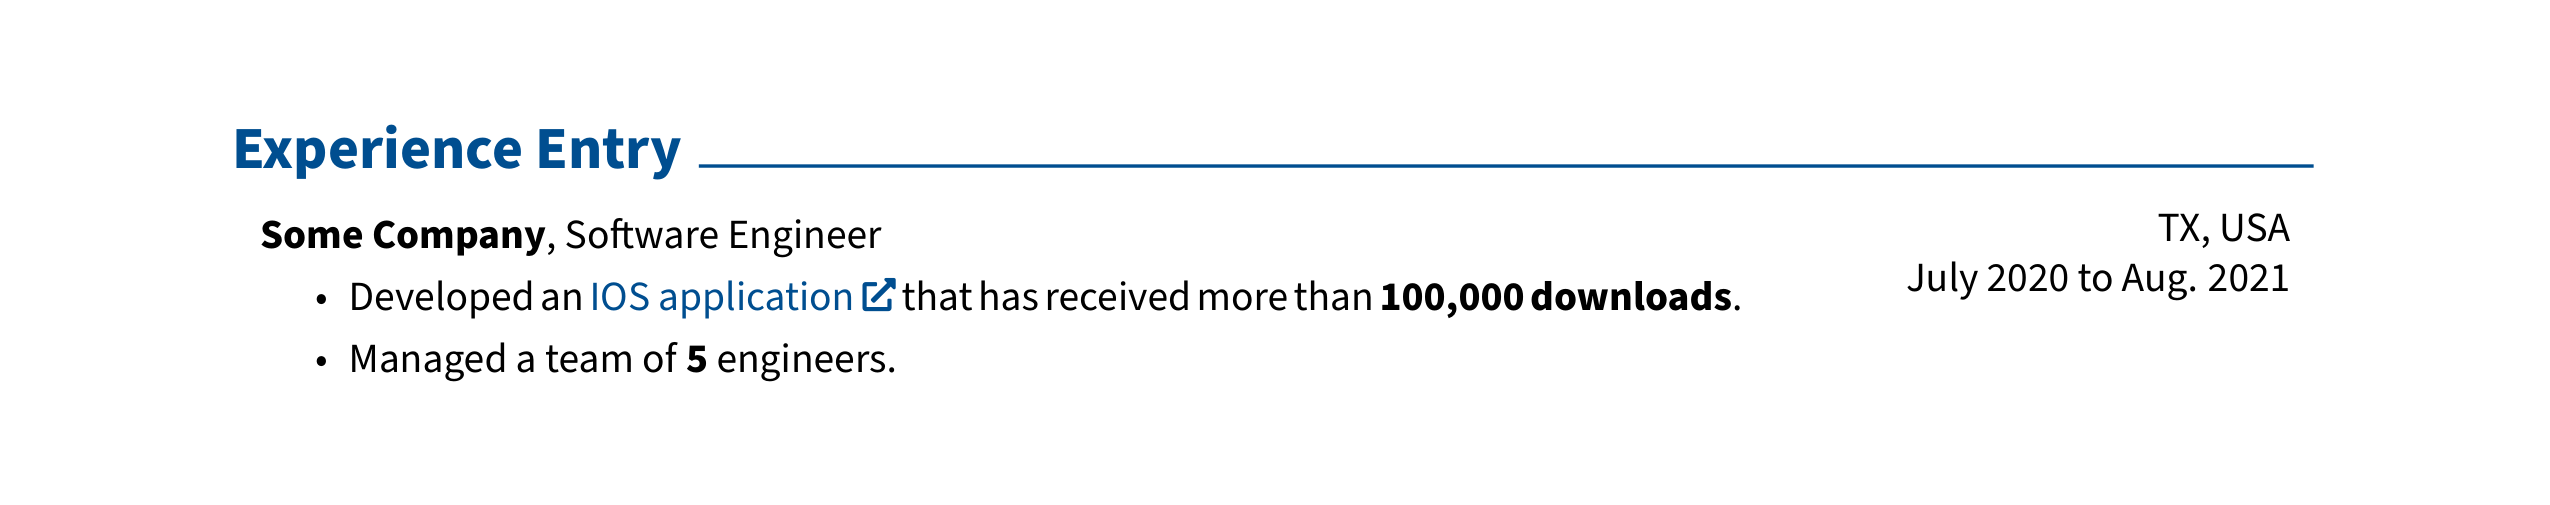 Experience Entry
Some Company, Software Engineer
TX, USA
July 2020 to Aug. 2021
• Developed an IOS application that has received more than 100,000 downloads.
• Managed a team of 5 engineers.